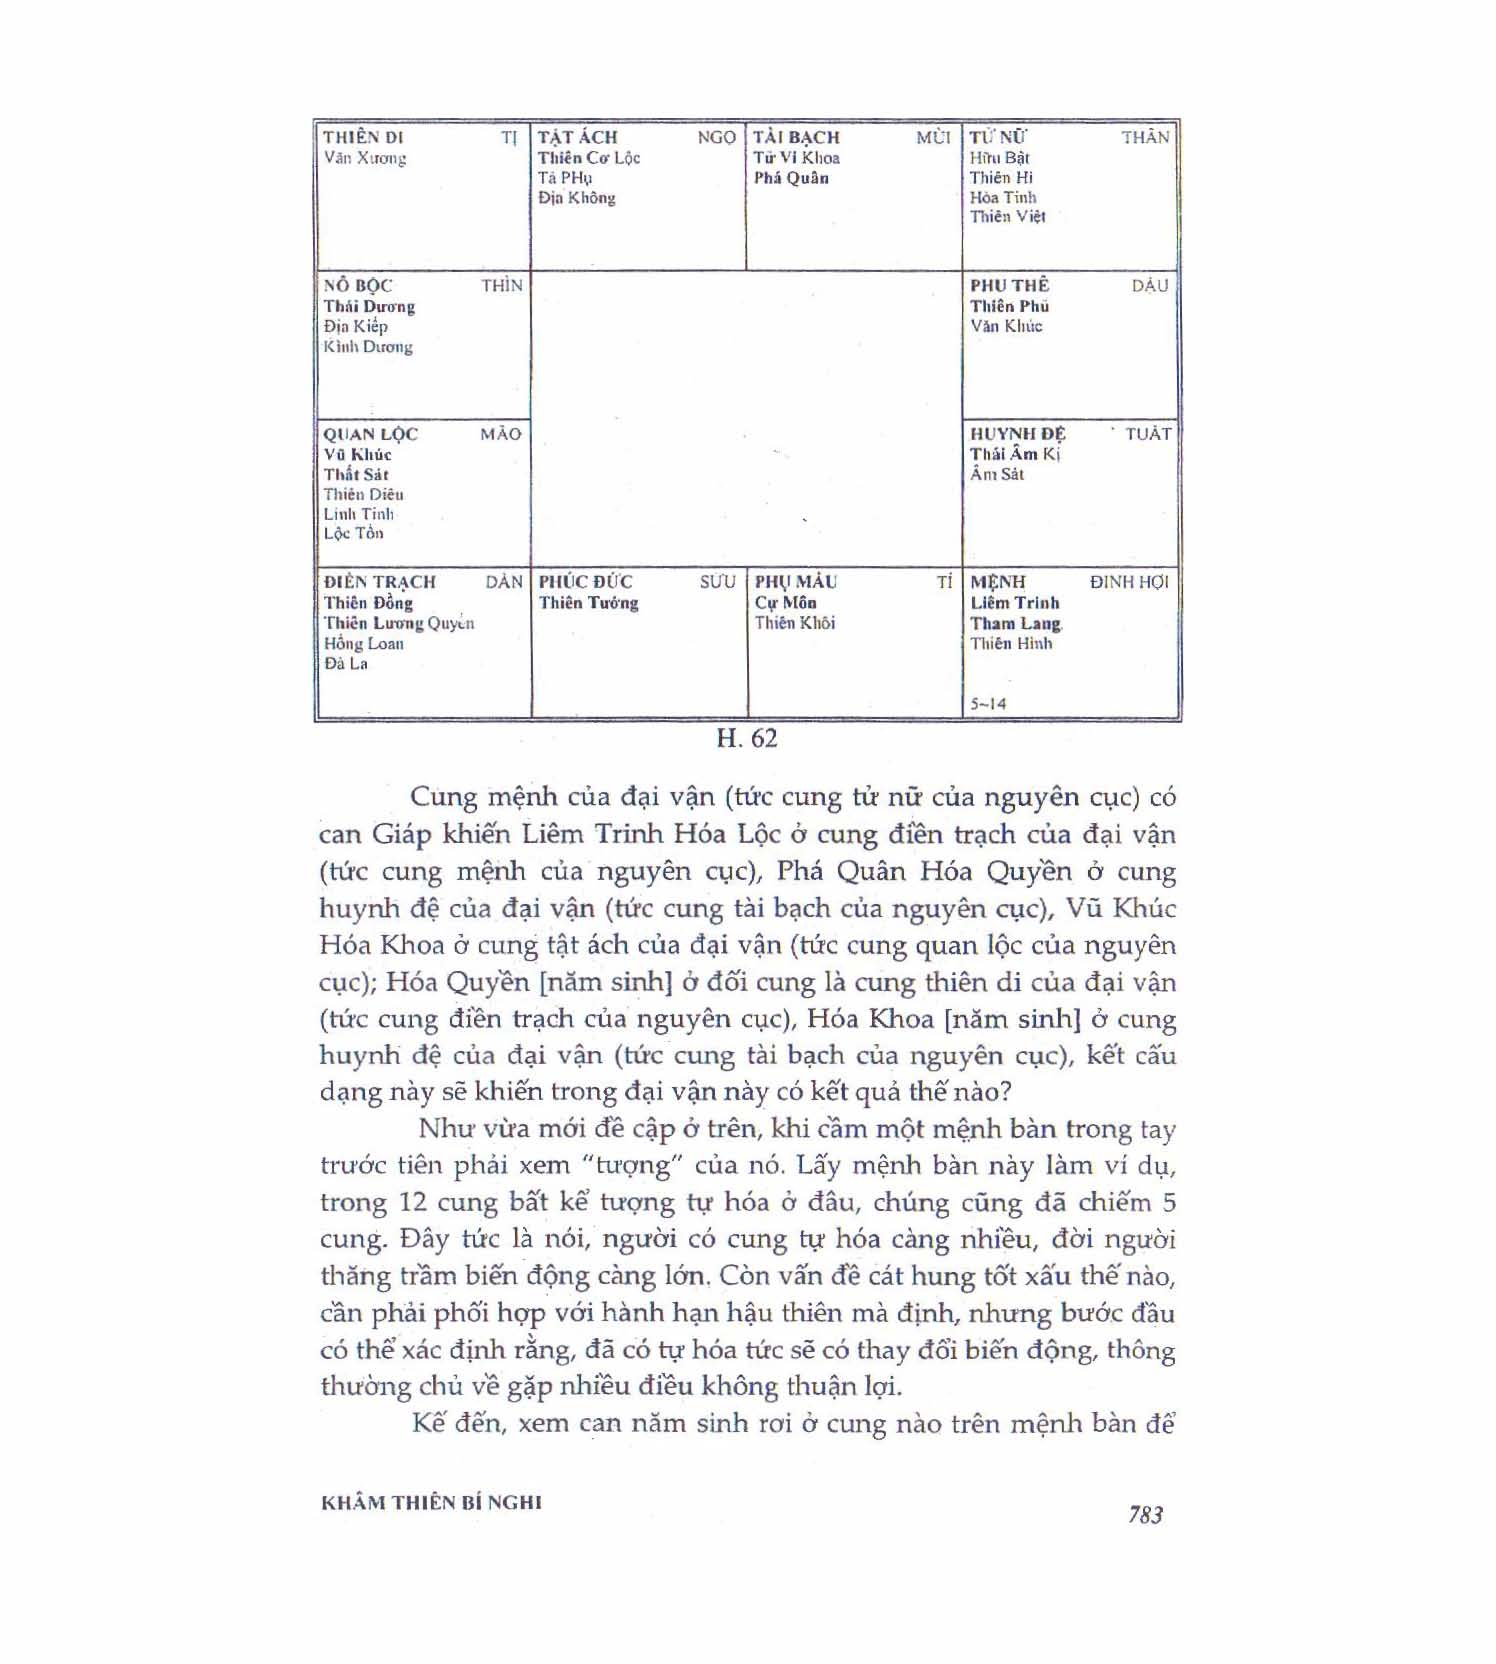 THIÊN DI TỊ
Văn Xương
TẬT ÁCH NGỌ
Thiên Cơ Lộc
Tả PHụ
Địa Không
TÀI BẠCH MÙI
Tử Vi Khoa
Phá Quân
TỬ NỮ THÂN
Hữu Bật
Thiên Hỉ
Hỏa Tinh
Thiên Việt
NÔ BỘC THÌN
Thái Dương
Địa Kiếp
Kình Dương
PHU THÊ DẬU
Thiên Phủ
Văn Khúc
QUAN LỘC MÃO
Vũ Khúc
Thất Sát
Thiên Diêu
Linh Tinh
Lộc Tồn
HUYNH ĐỆ TUẤT
Thái Âm Kị
Âm Sát
ĐIỀN TRẠCH DẦN
Thiên Đồng
Thiên Lương Quyền
Hồng Loan
Đà La
PHÚC ĐỨC SỬU
Thiên Tướng
PHỤ MẪU TÍ
Cự Môn
Thiên Khôi
MỆNH ĐINH HỢI
Liêm Trinh
Tham Lang
Thiên Hình
5~14
H. 62
Cung mệnh của đại vận (tức cung tử nữ của nguyên cục) có
can Giáp khiến Liêm Trinh Hóa Lộc ở cung điền trạch của đại vận
(tức cung mệnh của nguyên cục), Phá Quân Hóa Quyền ở cung
huynh đệ của đại vận (tức cung tài bạch của nguyên cục), Vũ Khúc
Hóa Khoa ở cung tật ách của đại vận (tức cung quan lộc của nguyên
cục); Hóa Quyền [năm sinh] ở đối cung là cung thiên di của đại vận
(tức cung điền trạch của nguyên cục), Hóa Khoa [năm sinh] ở cung
huynh đệ của đại vận (tức cung tài bạch của nguyên cục), kết cấu
dạng này sẽ khiến trong đại vận này có kết quả thế nào?
Như vừa mới đề cập ở trên, khi cầm một mệnh bàn trong tay
trước tiên phải xem "tượng" của nó. Lấy mệnh bàn này làm ví dụ,
trong 12 cung bất kể tượng tự hóa ở đâu, chúng cũng đã chiếm 5
cung. Đây tức là nói, người có cung tự hóa càng nhiều, đời người
thăng trầm biến động càng lớn. Còn vấn đề cát hung tốt xấu thế nào,
cần phải phối hợp với hành hạn hậu thiên mà định, nhưng bước đầu
có thể xác định rằng, đã có tự hóa tức sẽ có thay đổi biến động, thông
thường chủ về gặp nhiều điều không thuận lợi.
Kế đến, xem can năm sinh rơi ở cung nào trên mệnh bàn để
KHÂM THIÊN BÍ NGHI
783